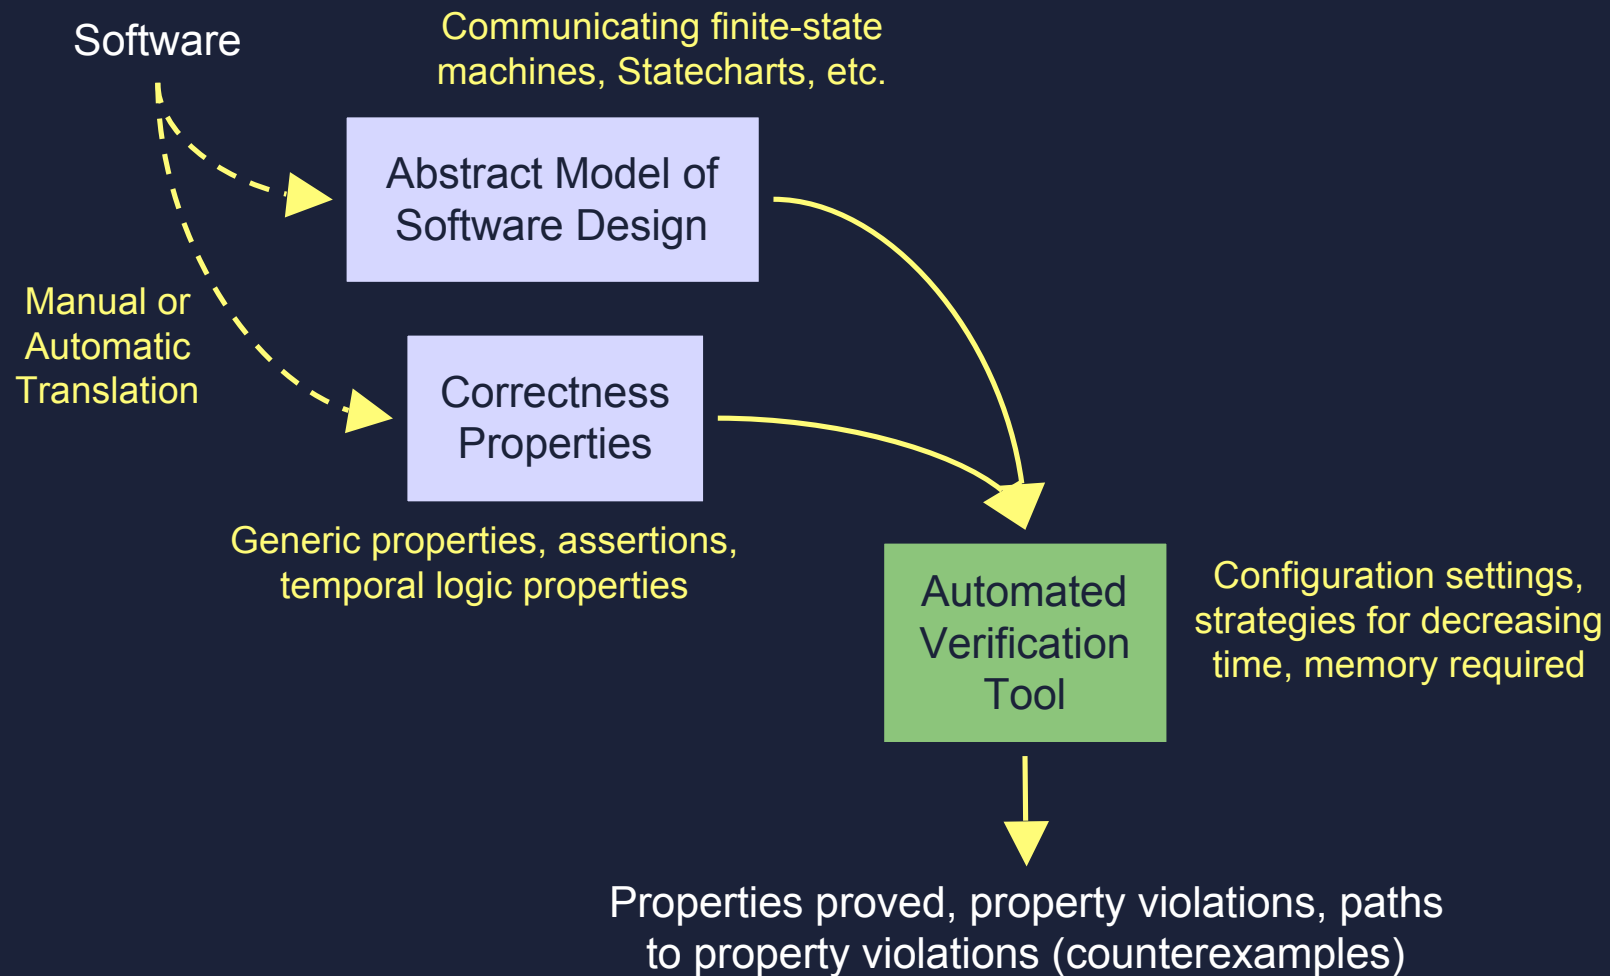 Software
Communicating finite-state
machines, Statecharts, etc.
Abstract Model of
Software Design
Manual or
Automatic
Translation
Correctness
Properties
Generic properties, assertions,
temporal logic properties
Automated
Verification
Tool
Configuration settings,
strategies for decreasing
time, memory required
Properties proved, property violations, paths
to property violations (counterexamples)